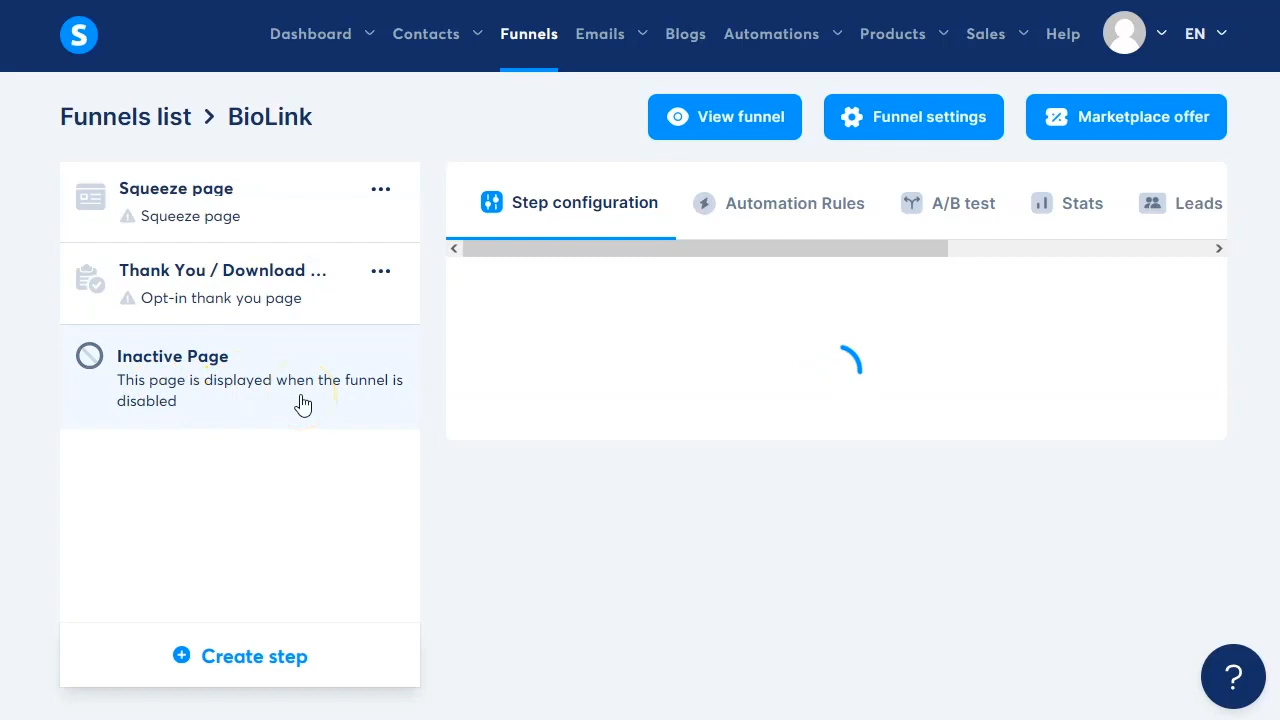 S Dashboard Contacts Funnels Emails Blogs Automations Products Sales Help EN
Funnels list > BioLink View funnel Funnel settings Marketplace offer
Squeeze page
Squeeze page
Step configuration Automation Rules A/B test Stats Leads
Thank You / Download ...
Opt-in thank you page
Inactive Page
This page is displayed when the funnel is
disabled
Create step
?